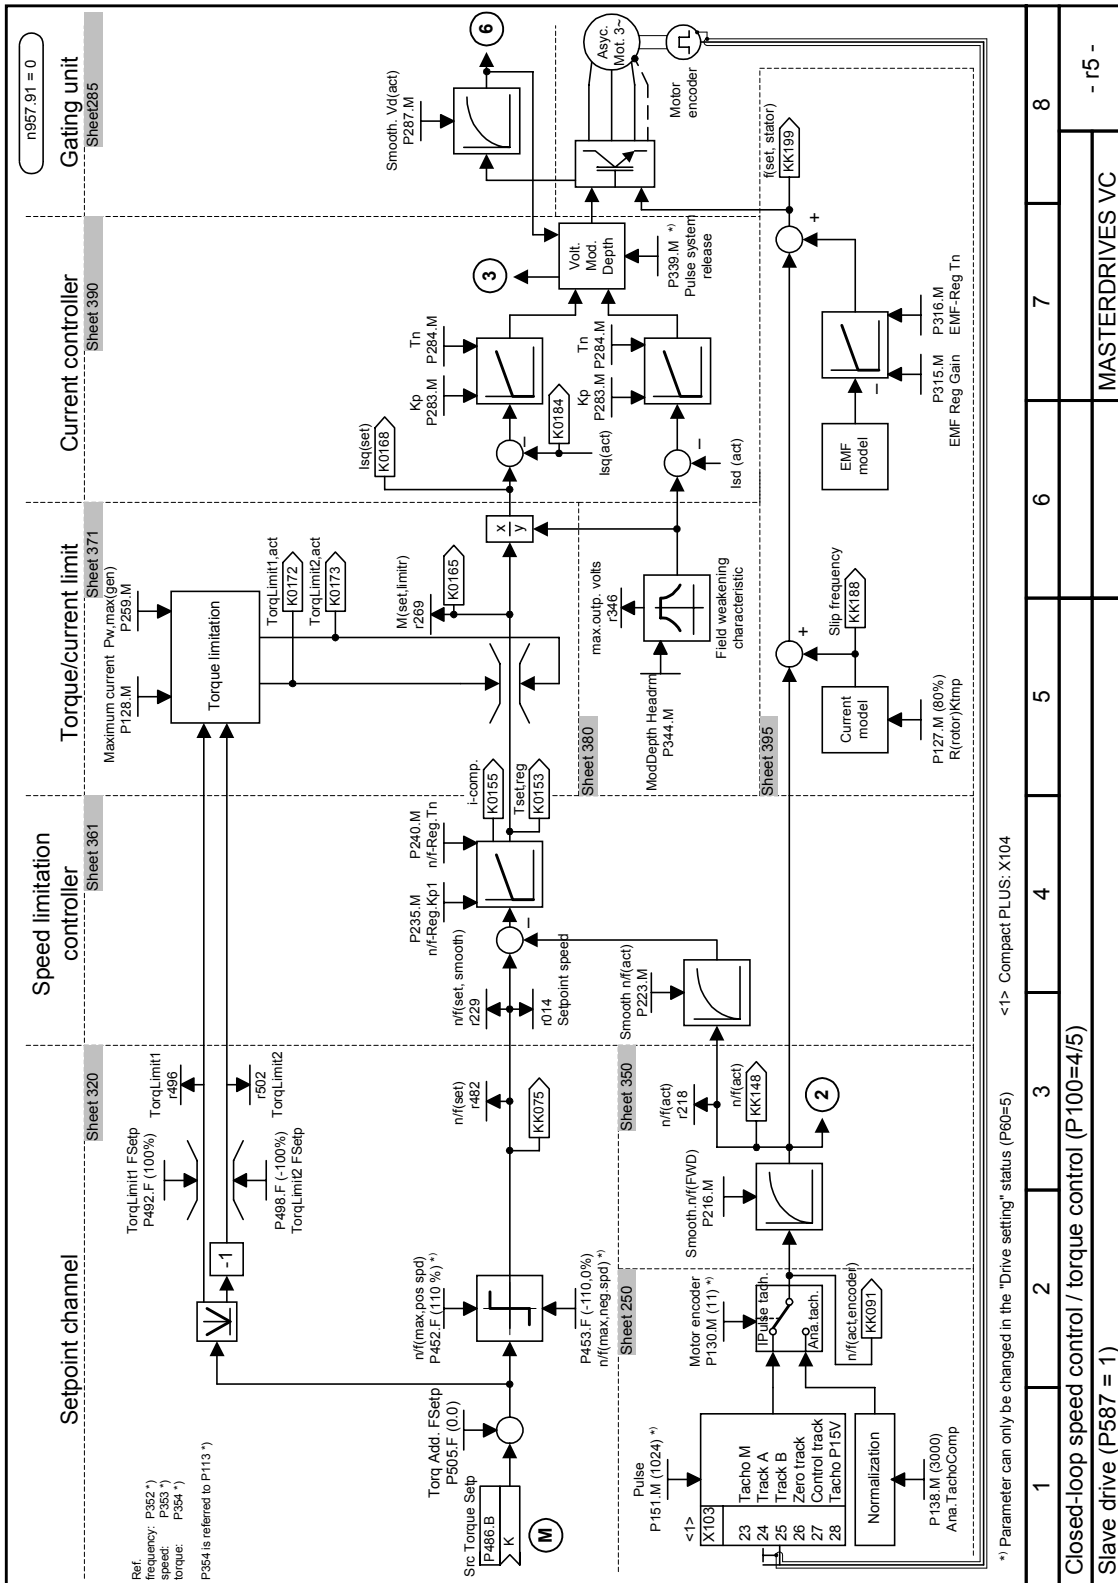 n957.91 = 0
Setpoint channel
Sheet 320
Speed limitation
controller
Sheet 361
Torque/current limit
Sheet 371
Current controller
Sheet 390
Gating unit
Sheet285
Ref.
frequency: P352 *)
speed: P353 *)
torque: P354 *)
P354 is referred to P113 *)
Src Torque Setp
P486.B
K
M
Torq Add. FSetp
P505.F (0.0)
-1
TorqLimit1 FSetp
P492.F (100%)
P498.F (-100%)
TorqLimit2 FSetp
TorqLimit1
r496
r502
TorqLimit2
n/f(max,pos spd)
P452.F (110 %) *)
P453.F (-110,0%)
n/f(max,neg.spd) *)
n/f(set)
r482
KK075
n/f(set, smooth)
r229
r014
Setpoint speed
P235.M
n/f-Reg.Kp1
P240.M
n/f-Reg.Tn
i-comp.
K0155
Tset,reg
K0153
–
Maximum current
P128.M
Pw,max(gen)
P259.M
Torque limitation
TorqLimit1,act
K0172
TorqLimit2,act
K0173
M(set,limitr)
r269
K0165
x
y
Isq(set)
K0168
K0184
Isq(act)
–
Kp
P283.M
Tn
P284.M
Kp
P283.M
Tn
P284.M
–
Isd (act)
3
Volt.
Mod.
Depth
P339.M *)
Pulse system
release
Smooth. Vd(act)
P287.M
6
Asyc.
Mot. 3~
Motor
encoder
Sheet 380
ModDepth Headrm
P344.M
max.outp. volts
r346
Field weakening
characteristic
Sheet 395
Current
model
P127.M (80%)
R(rotor)Ktmp
Slip frequency
KK188
+
EMF
model
–
P315.M
EMF Reg Gain
P316.M
EMF-Reg Tn
+
f(set, stator)
KK199
Sheet 250
Pulse
P151.M (1024) *)
<1>
X103
23 Tacho M
24 Track A
25 Track B
26 Zero track
27 Control track
28 Tacho P15V
Normalization
P138.M (3000)
Ana.TachoComp
Motor encoder
P130.M (11) *)
IPulse tach.
Ana.tach.
n/f(act,encoder)
KK091
Sheet 350
Smooth.n/f(FWD)
P216.M
n/f(act)
r218
n/f(act)
KK148
2
Smooth n/f(act)
P223.M
*) Parameter can only be changed in the "Drive setting" status (P60=5)
<1> Compact PLUS: X104
1 2 3 4 5 6 7 8
Closed-loop speed control / torque control (P100=4/5)
Slave drive (P587 = 1)
MASTERDRIVES VC
- r5 -